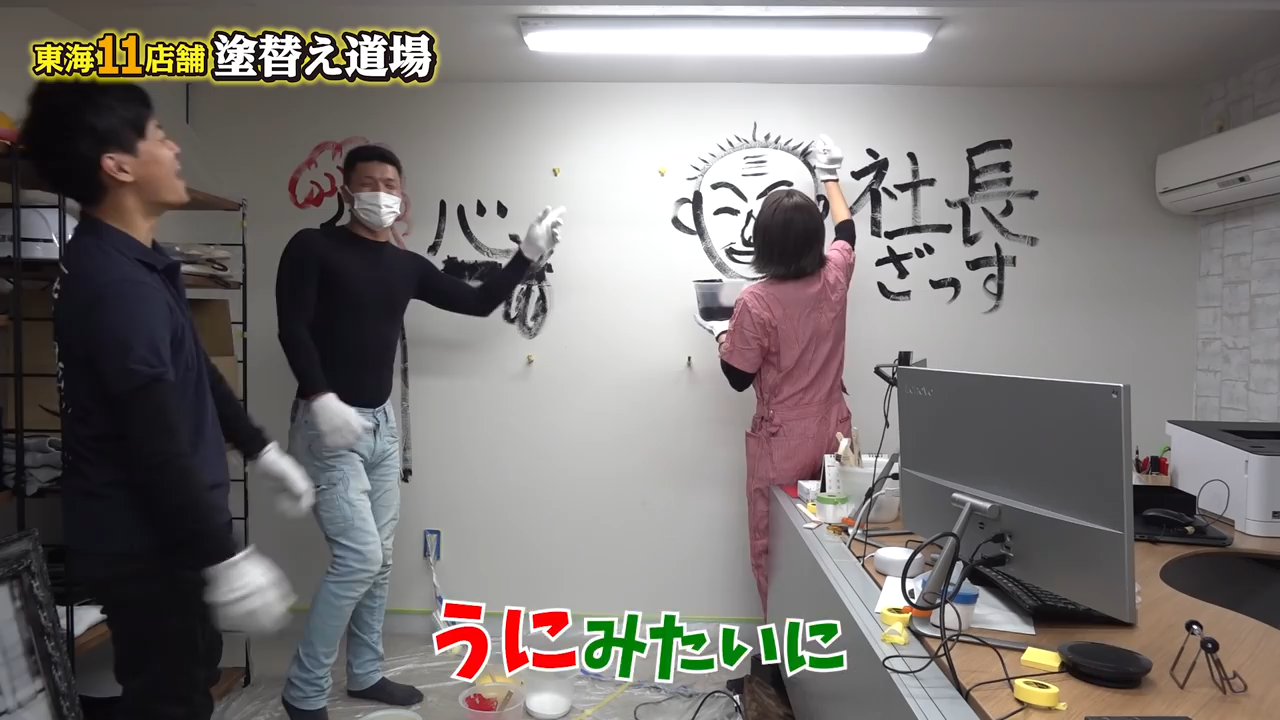 東海11店舗 塗替え道場
心
社長
ざっす
lenovo
うにみたいに